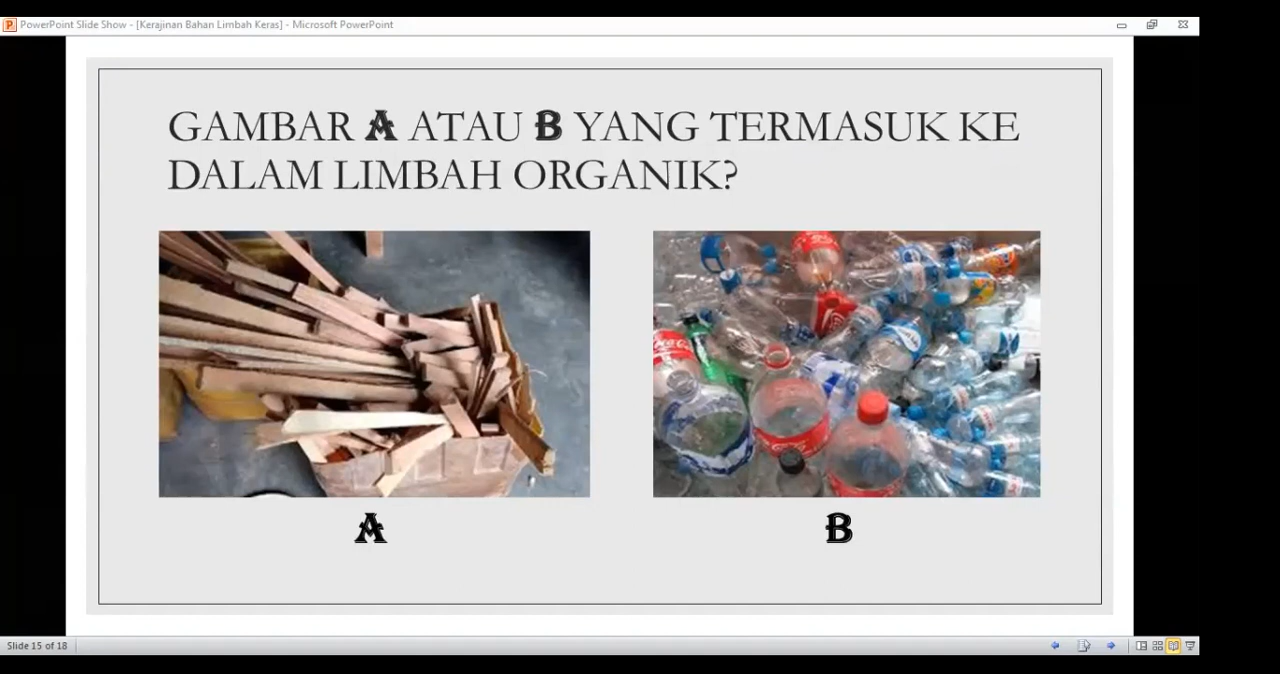 PowerPoint Slide Show - [Kerajinan Bahan Limbah Keras] - Microsoft PowerPoint
GAMBAR A ATAU B YANG TERMASUK KE
DALAM LIMBAH ORGANIK?
A
B
Slide 15 of 18